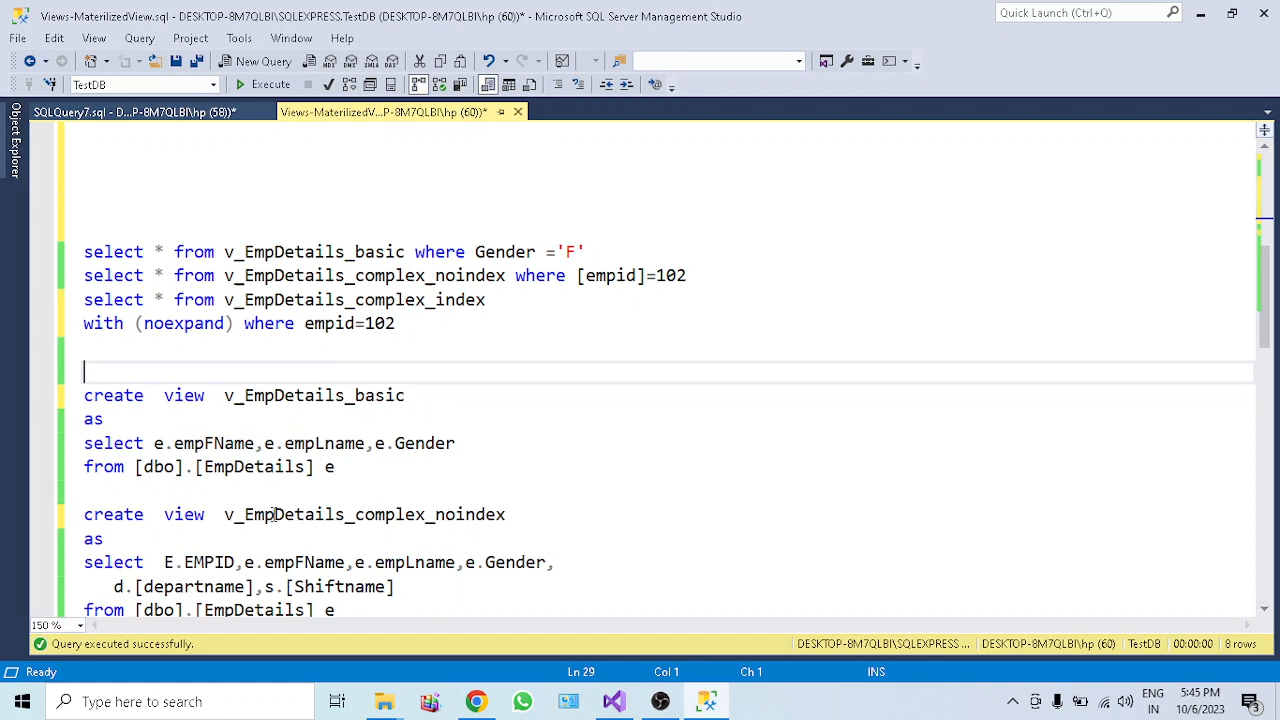 DESKTOP-8M7QLBI\SQLEXPRESS.TestDB (DESKTOP-8M7QLBI\hp (60)) - Microsoft SQL Server Management Studio
Quick Launch (Ctrl+Q)
File Edit View Query Project Tools Window Help
New Query
TestDB Execute
SQLQuery7.sql - D...P-8M7QLBI\hp (58))* Views-MaterilizedV...P-8M7QLBI\hp (60))*
Object Explorer
select * from v_EmpDetails_basic where Gender ='F'
select * from v_EmpDetails_complex_noindex where [empid]=102
select * from v_EmpDetails_complex_index
with (noexpand) where empid=102
create view v_EmpDetails_basic
as
select e.empFName,e.empLname,e.Gender
from [dbo].[EmpDetails] e
create view v_EmpDetails_complex_noindex
as
select E.EMPID,e.empFName,e.empLname,e.Gender,
d.[departname],s.[Shiftname]
from [dbo].[EmpDetails] e
150 %
Query executed successfully. DESKTOP-8M7QLBI\SQLEXPRESS ... DESKTOP-8M7QLBI\hp (60) TestDB 00:00:00 8 rows
Ready Ln 29 Col 1 Ch 1 INS
Type here to search
ENG 5:45 PM
IN 10/6/2023
3